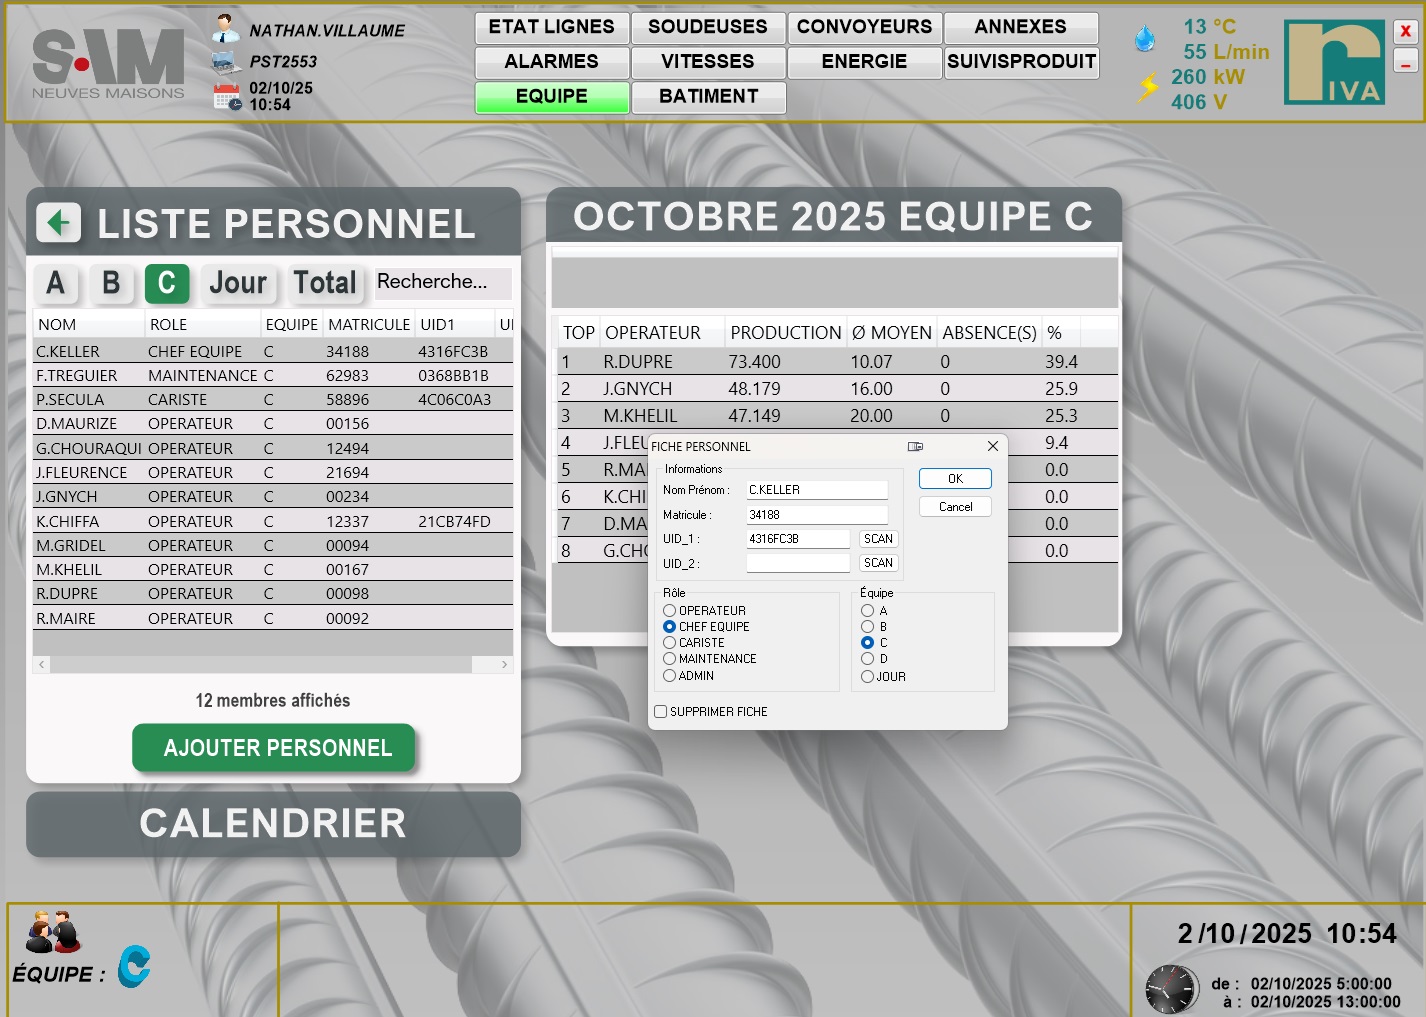 SAM
NEUVES MAISONS
NATHAN.VILLAUME
PST2553
02/10/25
10:54
ETAT LIGNES SOUDEUSES CONVOYEURS ANNEXES
ALARMES VITESSES ENERGIE SUIVISPRODUIT
EQUIPE BATIMENT
13 °C
55 L/min
260 kW
406 V
rIVA
X
_
LISTE PERSONNEL
A B C Jour Total Recherche...
NOM ROLE EQUIPE MATRICULE UID1
C.KELLER CHEF EQUIPE C 34188 4316FC3B
F.TREGUIER MAINTENANCE C 62983 0368BB1B
P.SECULA CARISTE C 58896 4C06C0A3
D.MAURIZE OPERATEUR C 00156
G.CHOURAQUI OPERATEUR C 12494
J.FLEURENCE OPERATEUR C 21694
J.GNYCH OPERATEUR C 00234
K.CHIFFA OPERATEUR C 12337 21CB74FD
M.GRIDEL OPERATEUR C 00094
M.KHELIL OPERATEUR C 00167
R.DUPRE OPERATEUR C 00098
R.MAIRE OPERATEUR C 00092
12 membres affichés
AJOUTER PERSONNEL
CALENDRIER
OCTOBRE 2025 EQUIPE C
TOP OPERATEUR PRODUCTION Ø MOYEN ABSENCE(S) %
1 R.DUPRE 73.400 10.07 0 39.4
2 J.GNYCH 48.179 16.00 0 25.9
3 M.KHELIL 47.149 20.00 0 25.3
4 J.FLEU 9.4
5 R.MAI 0.0
6 K.CHI 0.0
7 D.MA 0.0
8 G.CHO 0.0
FICHE PERSONNEL
Informations
Nom Prénom : C.KELLER
Matricule : 34188
UID_1 : 4316FC3B SCAN
UID_2 : SCAN
OK
Cancel
Rôle
OPERATEUR
CHEF EQUIPE
CARISTE
MAINTENANCE
ADMIN
Équipe
A
B
C
D
JOUR
SUPPRIMER FICHE
ÉQUIPE : C
2/10/2025 10:54
de : 02/10/2025 5:00:00
à : 02/10/2025 13:00:00